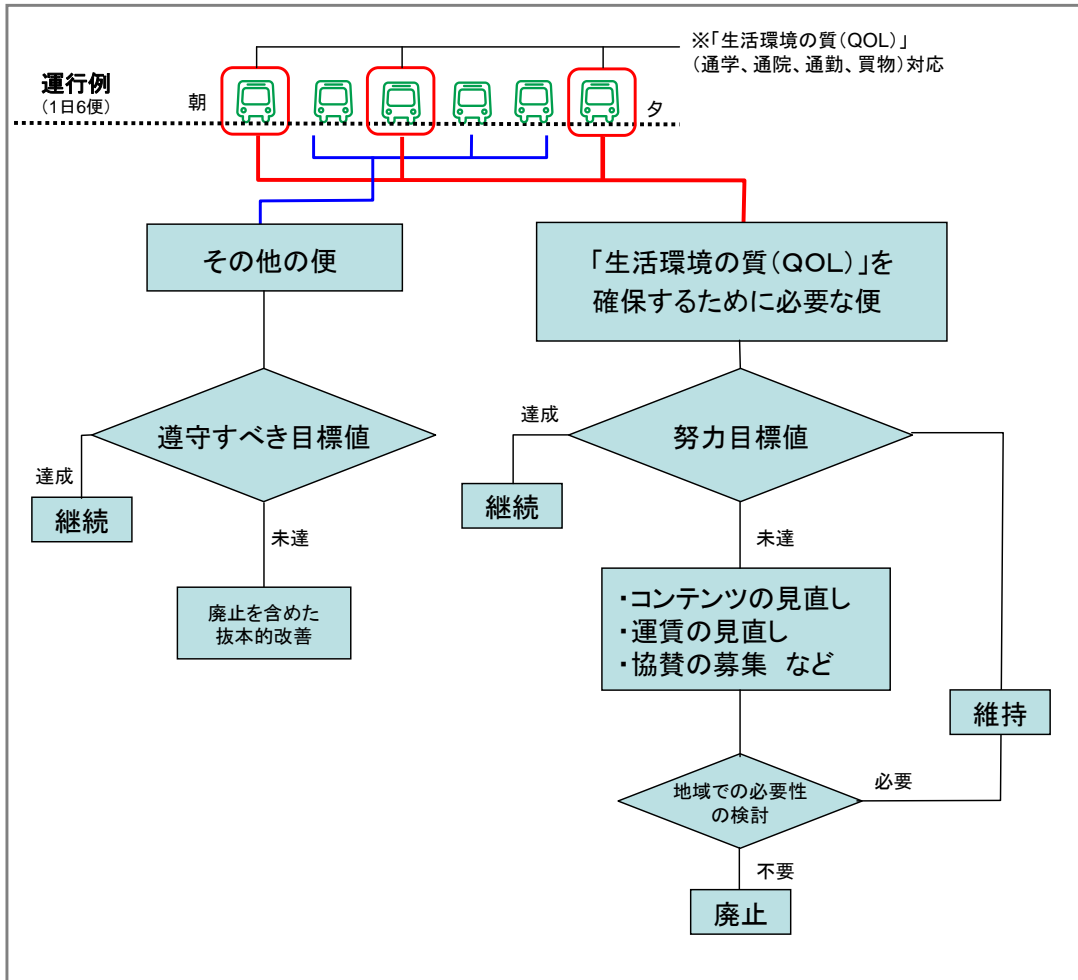 ※「生活環境の質(QOL)」
(通学、通院、通勤、買物)対応
運行例
(1日6便)
朝
夕
その他の便
「生活環境の質(QOL)」を
確保するために必要な便
遵守すべき目標値
達成
継続
未達
廃止を含めた
抜本的改善
努力目標値
達成
継続
未達
・コンテンツの見直し
・運賃の見直し
・協賛の募集 など
維持
地域での必要性
の検討
必要
不要
廃止